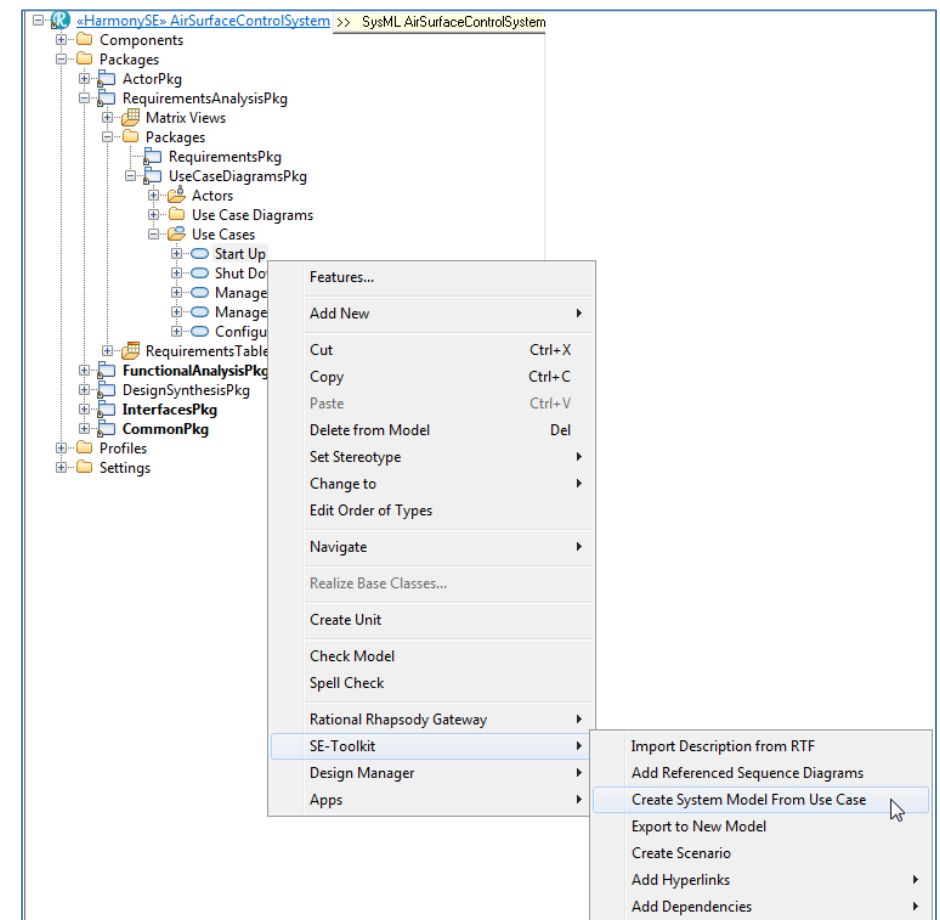 «HarmonySE» AirSurfaceControlSystem >> SysML AirSurfaceControlSystem
Components
Packages
ActorPkg
RequirementsAnalysisPkg
Matrix Views
Packages
RequirementsPkg
UseCaseDiagramsPkg
Actors
Use Case Diagrams
Use Cases
Start Up
Shut Do
Manage
Manage
Configu
RequirementsTable
FunctionalAnalysisPkg
DesignSynthesisPkg
InterfacesPkg
CommonPkg
Profiles
Settings
Features...
Add New
Cut Ctrl+X
Copy Ctrl+C
Paste Ctrl+V
Delete from Model Del
Set Stereotype
Change to
Edit Order of Types
Navigate
Realize Base Classes...
Create Unit
Check Model
Spell Check
Rational Rhapsody Gateway
SE-Toolkit
Design Manager
Apps
Import Description from RTF
Add Referenced Sequence Diagrams
Create System Model From Use Case
Export to New Model
Create Scenario
Add Hyperlinks
Add Dependencies